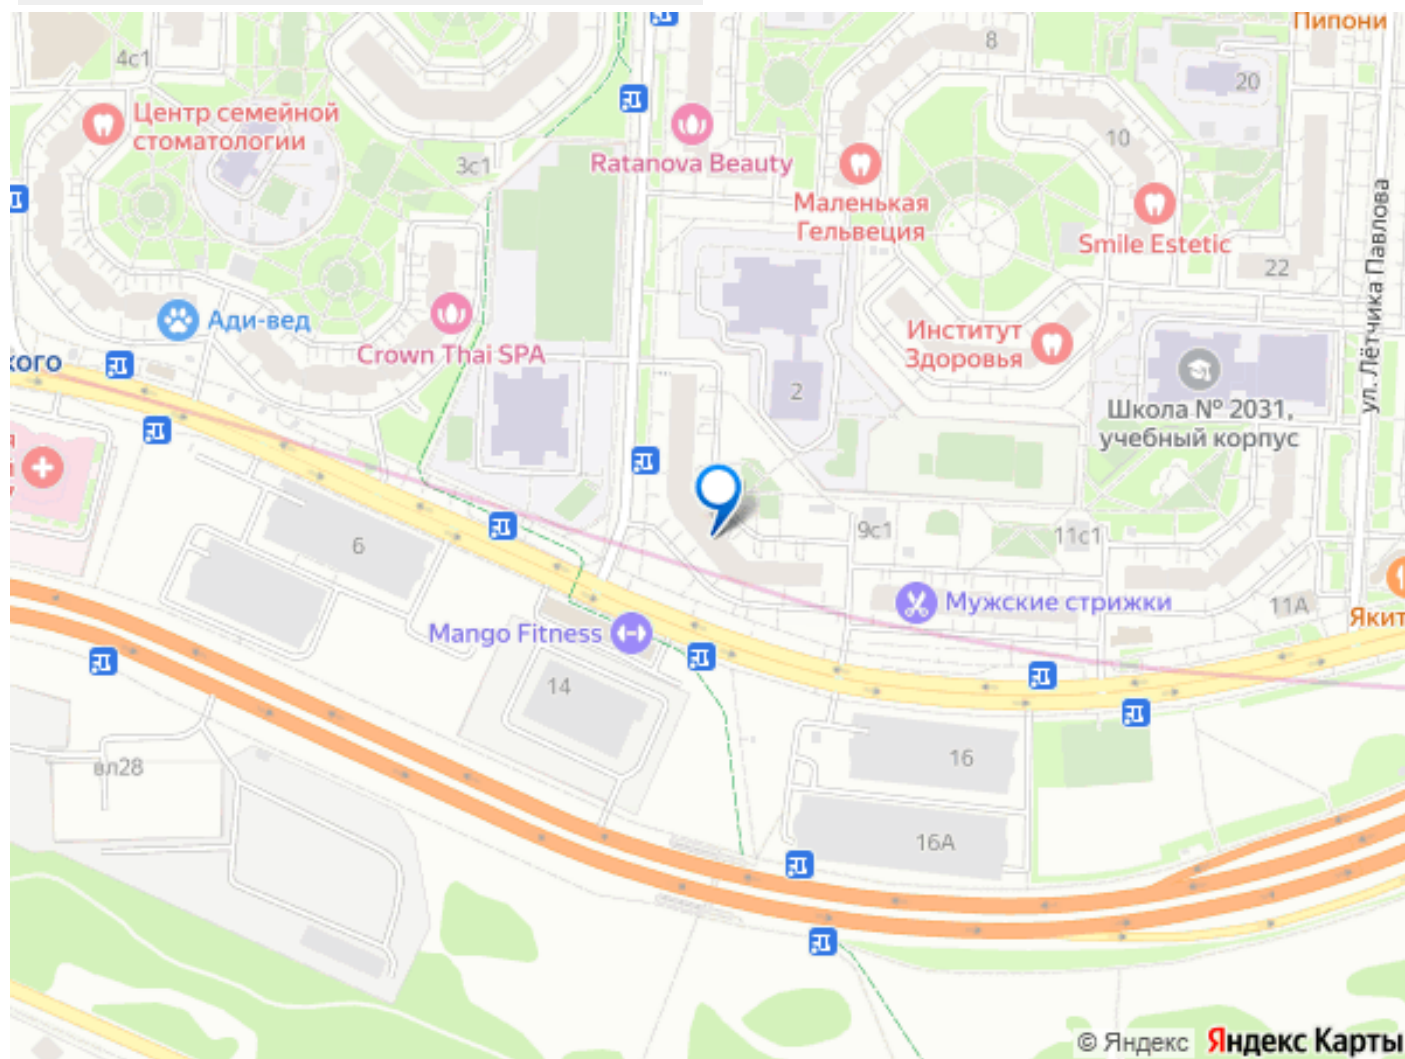 Пипони
8
4с1
20
Центр семейной
стоматологии
10
3с1
Ratanova Beauty
Маленькая
Гельвеция
Smile Estetic
22
ул. Лётчика Павлова
Ади-вед
Институт
Здоровья
Crown Thai SPA
кого
2
Школа № 2031,
учебный корпус
9с1
11с1
6
Мужские стрижки
11А
Якит
Mango Fitness
14
16
вл28
16А
© Яндекс Яндекс Карты